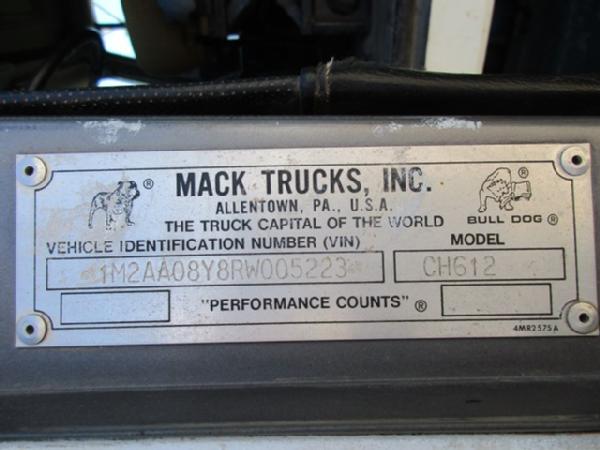 MACK TRUCKS, INC.
ALLENTOWN, PA., U.S.A.
THE TRUCK CAPITAL OF THE WORLD
BULL DOG ®
VEHICLE IDENTIFICATION NUMBER (VIN)
MODEL
1M2AA08Y8RW005223
CH612
"PERFORMANCE COUNTS" ®
4MR2575A